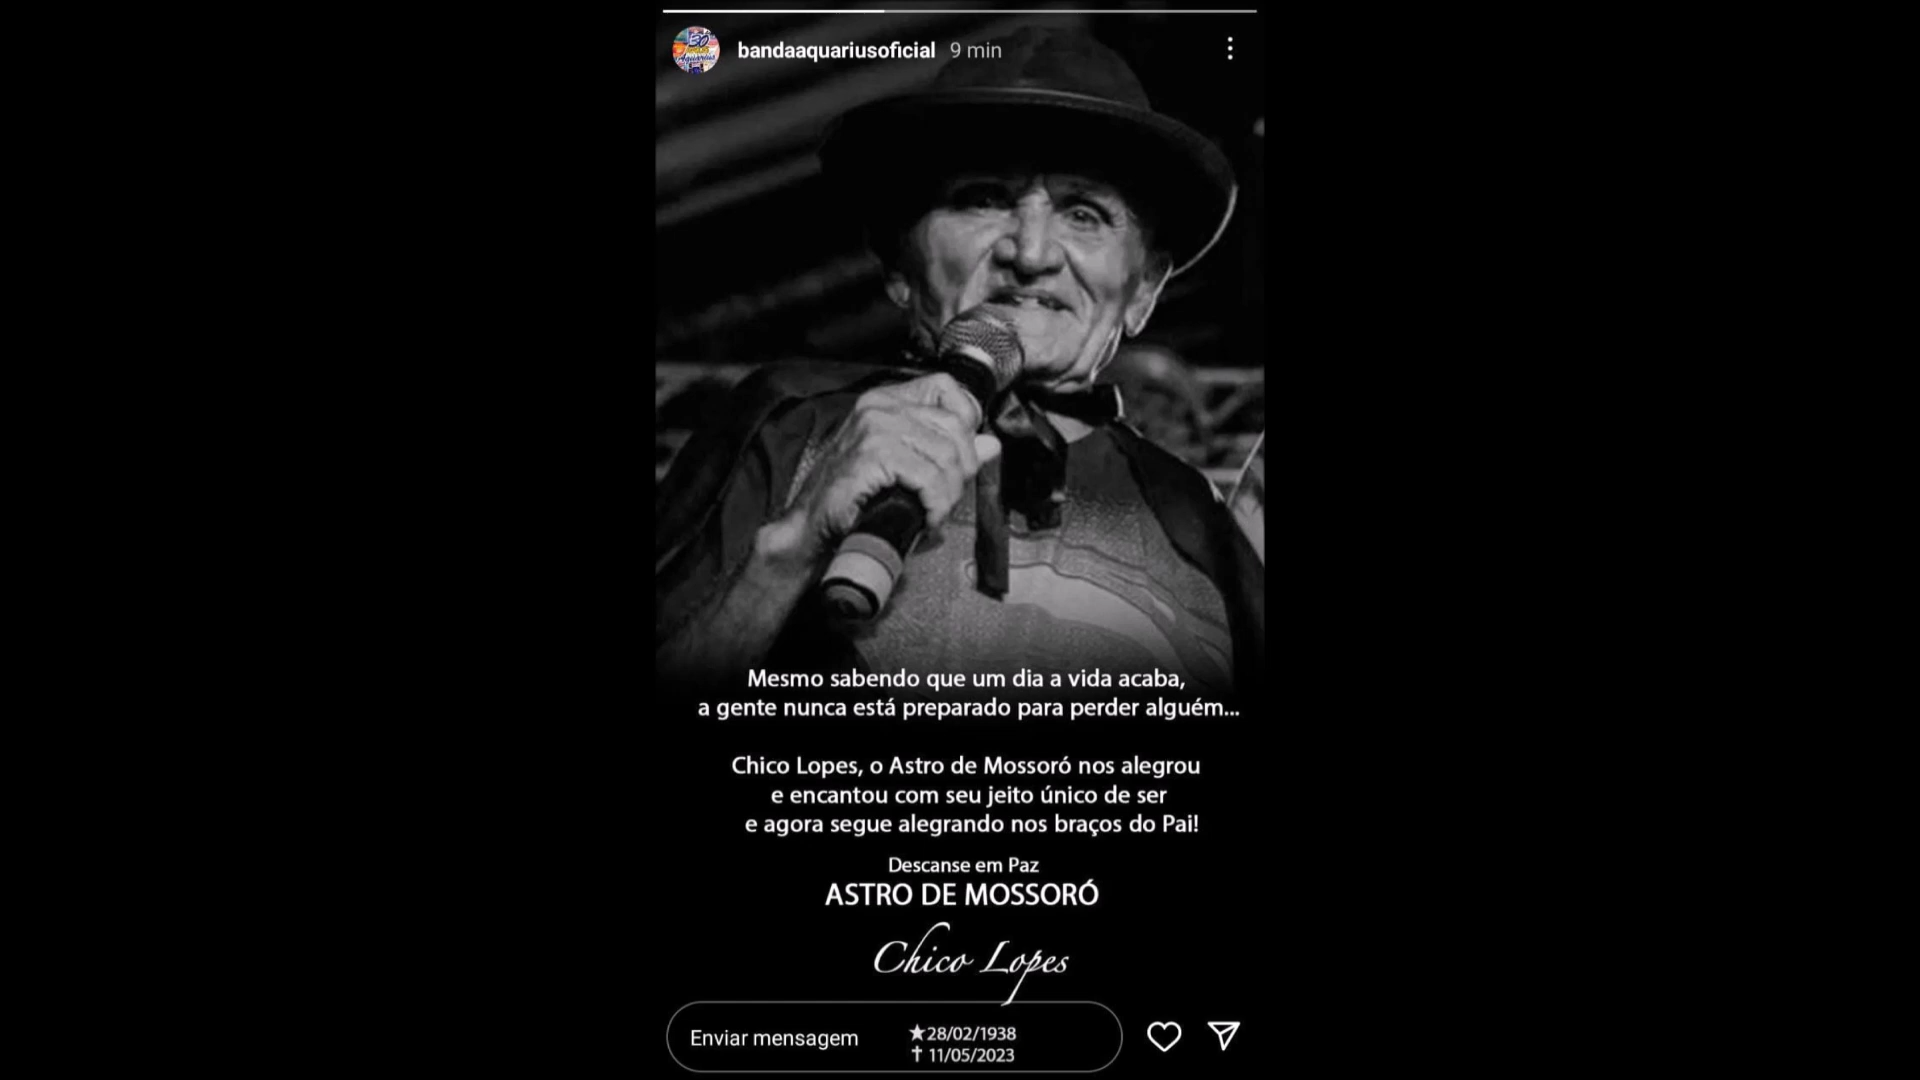 bandaaquariusoficial 9 min
30
Aquarius
Mesmo sabendo que um dia a vida acaba,
a gente nunca está preparado para perder alguém...
Chico Lopes, o Astro de Mossoró nos alegrou
e encantou com seu jeito único de ser
e agora segue alegrando nos braços do Pai!
Descanse em Paz
ASTRO DE MOSSORÓ
Chico Lopes
Enviar mensagem
★28/02/1938
✝ 11/05/2023